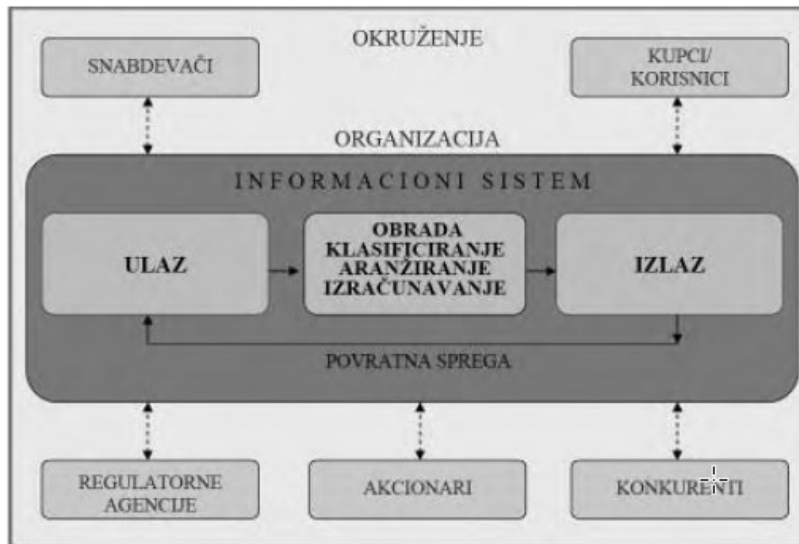 OKRUŽENJE
SNABDEVAČI
KUPCI/
KORISNICI
ORGANIZACIJA
INFORMACIONI SISTEM
ULAZ
OBRADA
KLASIFICIRANJE
ARANŽIRANJE
IZRAČUNAVANJE
IZLAZ
POVRATNA SPREGA
REGULATORNE
AGENCIJE
AKCIONARI
KONKURENTI